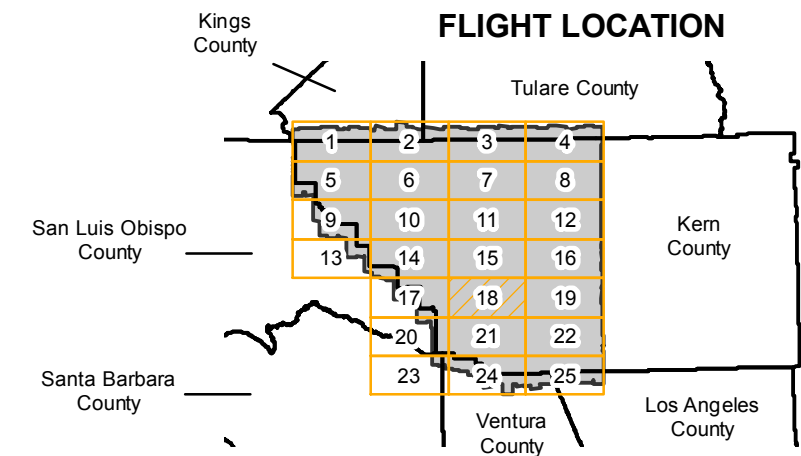 Kings
County
FLIGHT LOCATION
Tulare County
1 2 3 4
5 6 7 8
9 10 11 12
San Luis Obispo
County
Kern
County
13 14 15 16
17 18 19
20 21 22
23 24 25
Santa Barbara
County
Ventura
County
Los Angeles
County